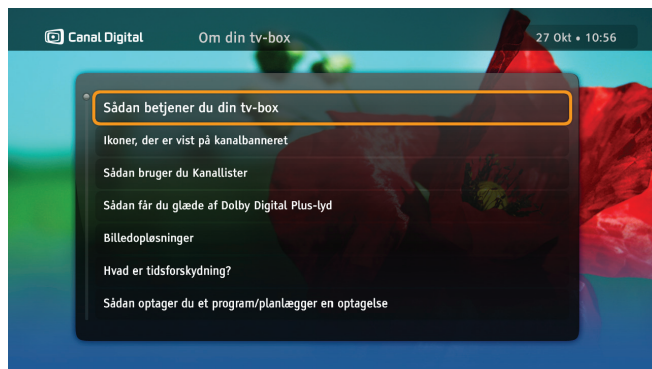 Canal Digital
Om din tv-box
27 Okt • 10:56
Sådan betjener du din tv-box
Ikoner, der er vist på kanalbanneret
Sådan bruger du Kanallister
Sådan får du glæde af Dolby Digital Plus-lyd
Billedopløsninger
Hvad er tidsforskydning?
Sådan optager du et program/planlægger en optagelse